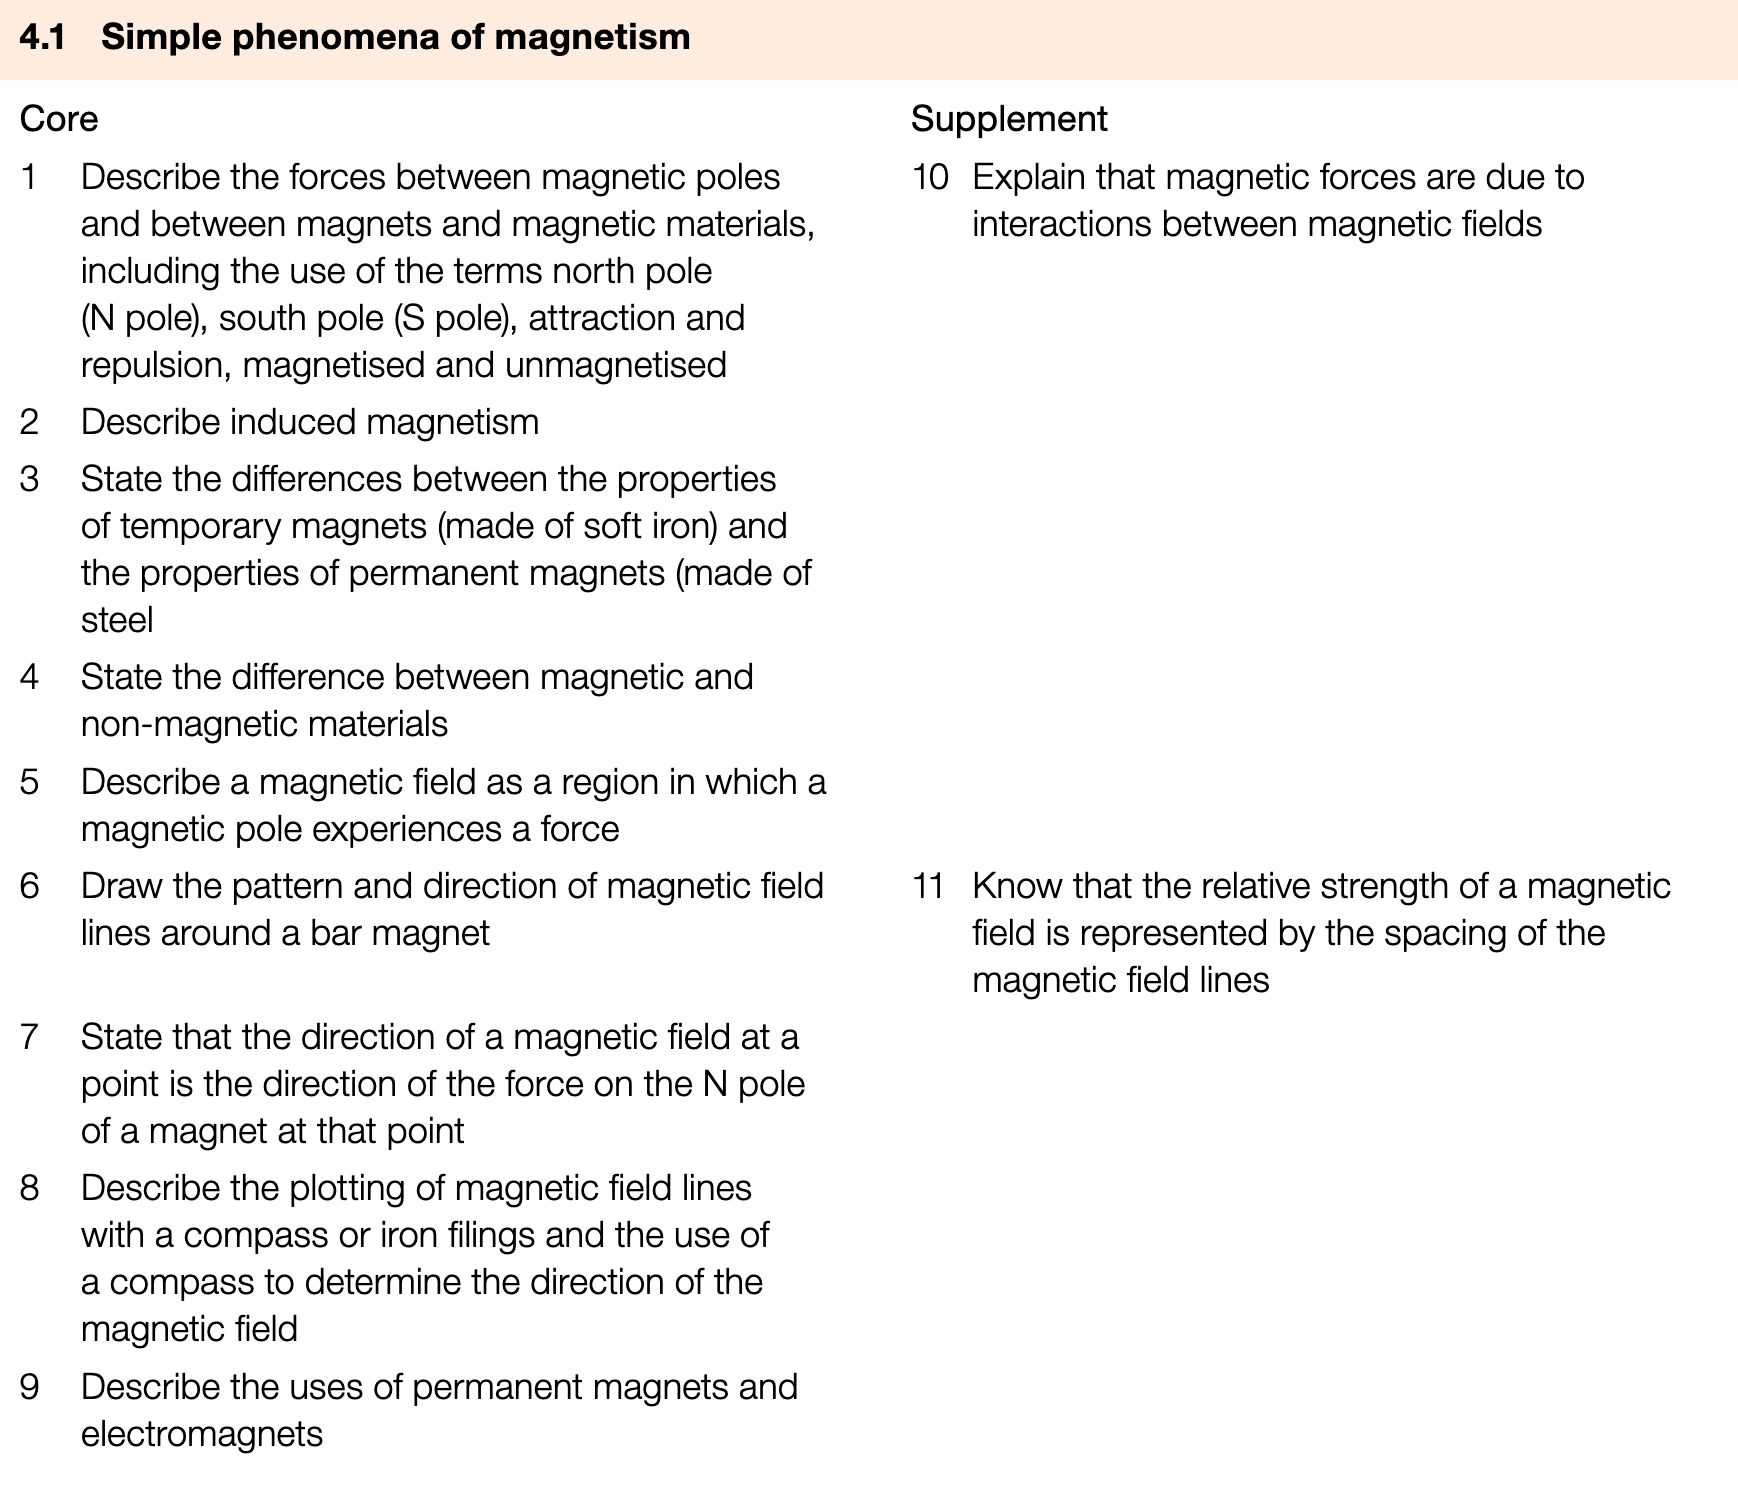 4.1 Simple phenomena of magnetism
Core
1 Describe the forces between magnetic poles
and between magnets and magnetic materials,
including the use of the terms north pole
(N pole), south pole (S pole), attraction and
repulsion, magnetised and unmagnetised
2 Describe induced magnetism
3 State the differences between the properties
of temporary magnets (made of soft iron) and
the properties of permanent magnets (made of
steel
4 State the difference between magnetic and
non-magnetic materials
5 Describe a magnetic field as a region in which a
magnetic pole experiences a force
6 Draw the pattern and direction of magnetic field
lines around a bar magnet
7 State that the direction of a magnetic field at a
point is the direction of the force on the N pole
of a magnet at that point
8 Describe the plotting of magnetic field lines
with a compass or iron filings and the use of
a compass to determine the direction of the
magnetic field
9 Describe the uses of permanent magnets and
electromagnets
Supplement
10 Explain that magnetic forces are due to
interactions between magnetic fields
11 Know that the relative strength of a magnetic
field is represented by the spacing of the
magnetic field lines